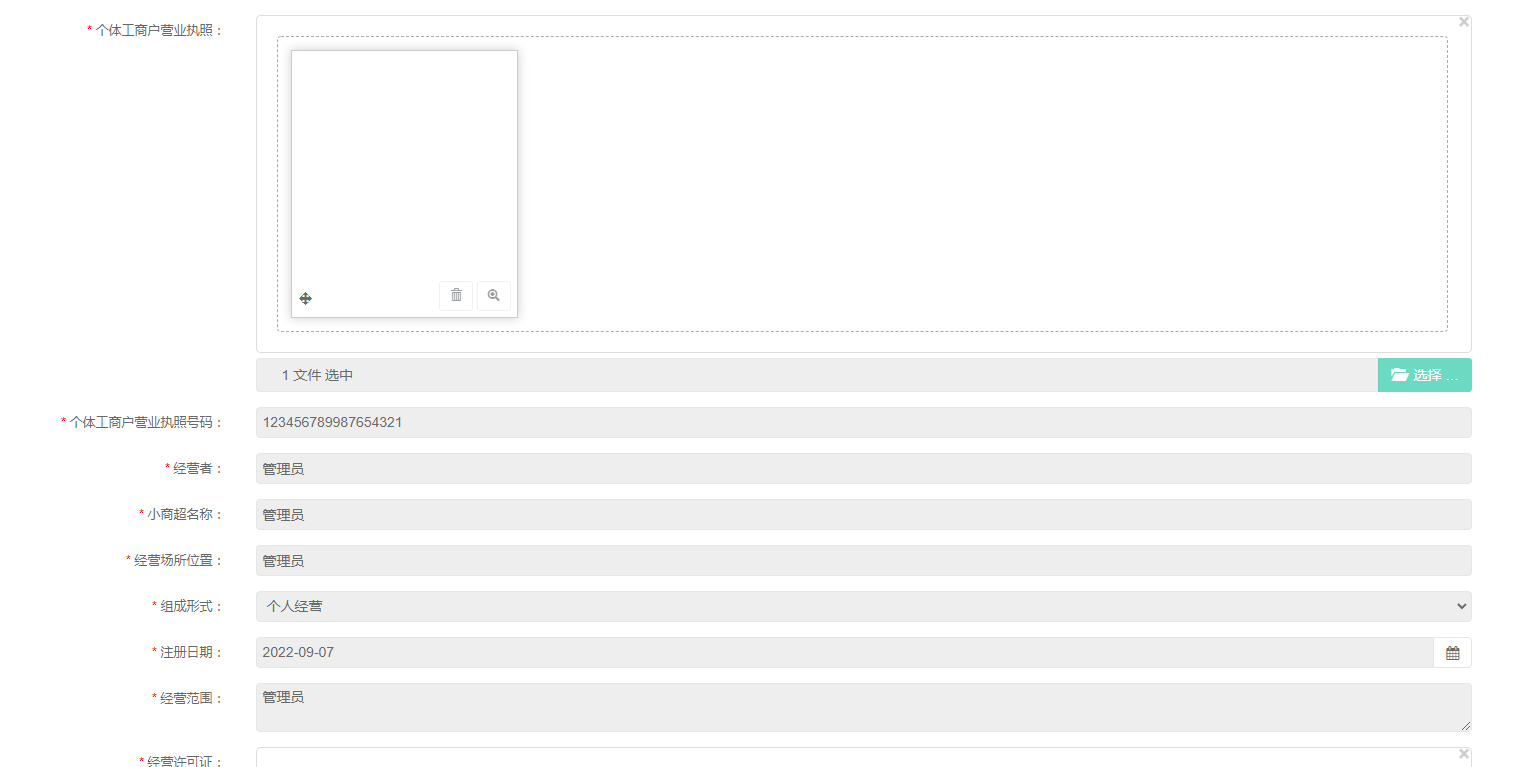 * 个体工商户营业执照：
1 文件 选中
选择 ...
* 个体工商户营业执照号码：
123456789987654321
* 经营者：
管理员
* 小商超名称：
管理员
* 经营场所位置：
管理员
* 组成形式：
个人经营
* 注册日期：
2022-09-07
* 经营范围：
管理员
* 经营许可证：